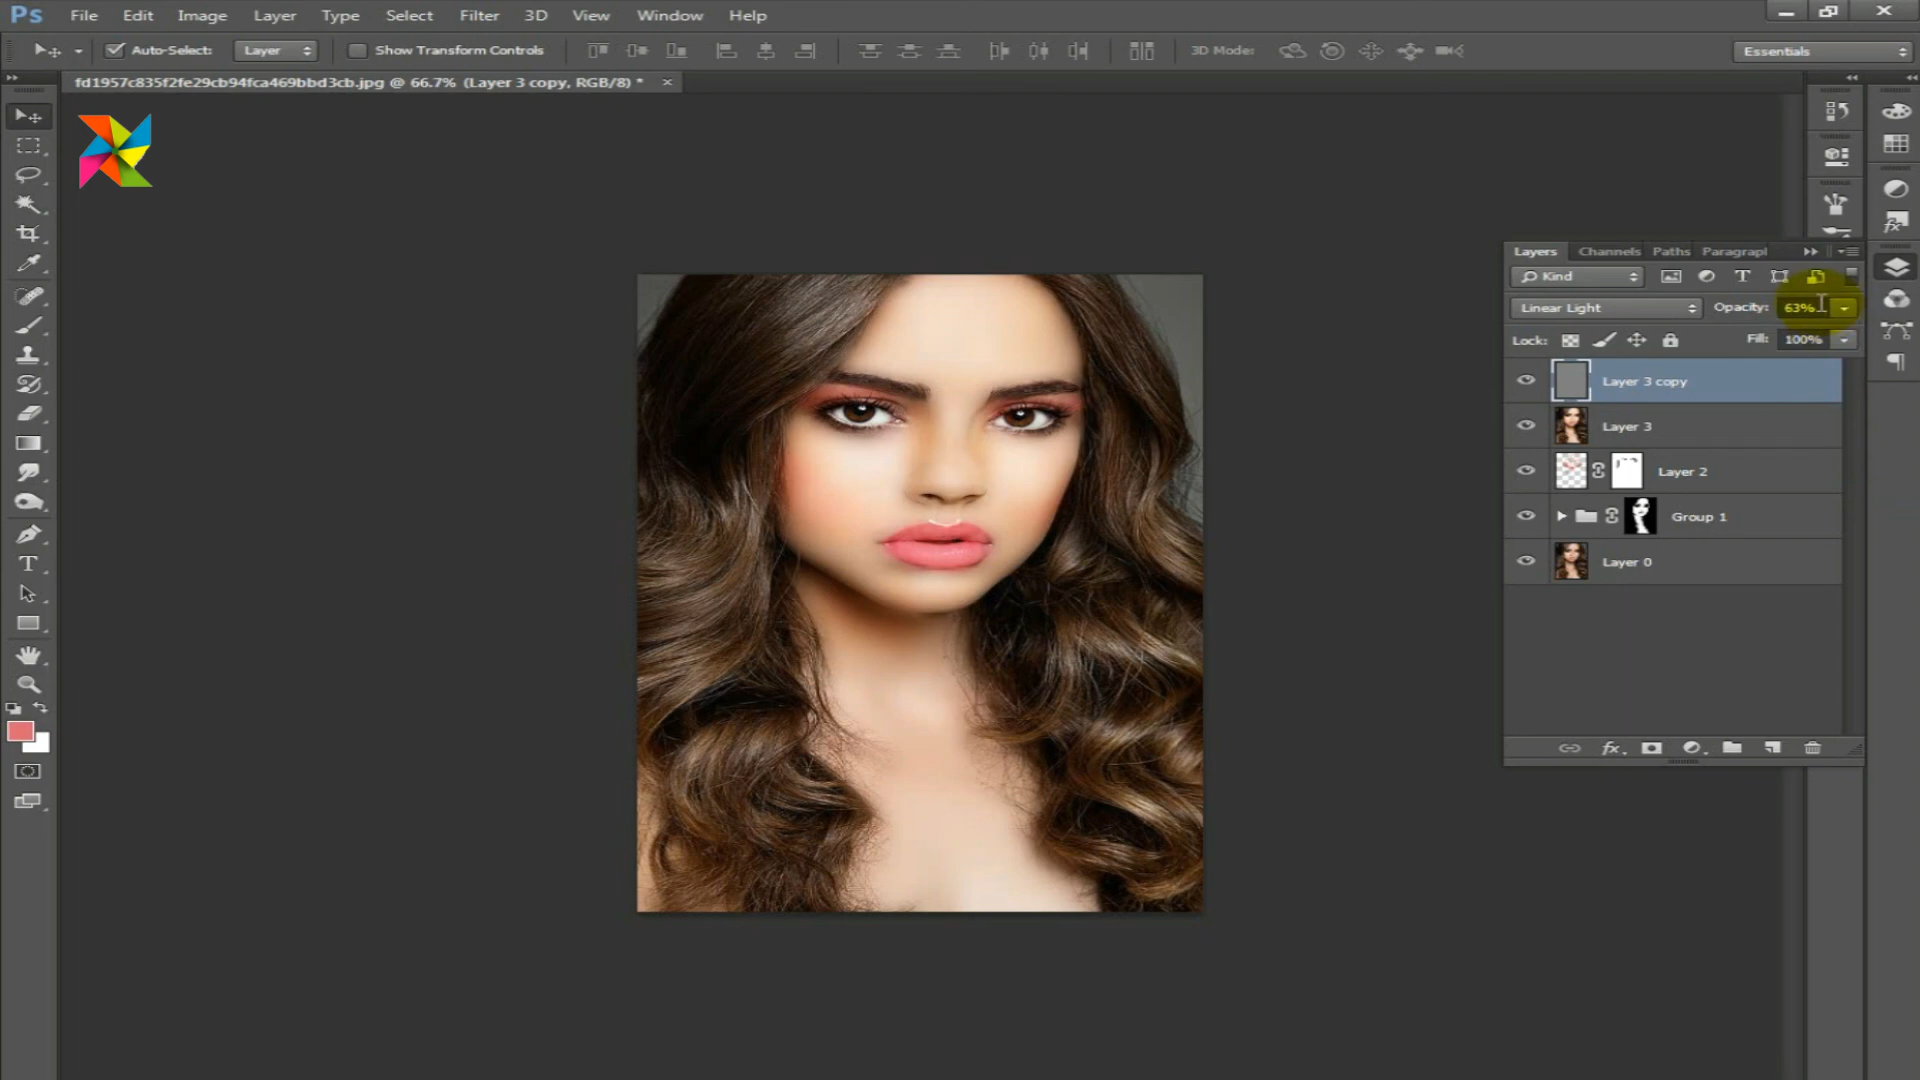 Ps File Edit Image Layer Type Select Filter 3D View Window Help
Auto-Select: Layer Show Transform Controls 3D Mode: Essentials
fd1957c835f2fe29cb94fca469bbd3cb.jpg @ 66.7% (Layer 3 copy, RGB/8) *
Layers Channels Paths Paragraph
Kind
Linear Light Opacity: 63%
Lock: Fill: 100%
Layer 3 copy
Layer 3
Layer 2
Group 1
Layer 0